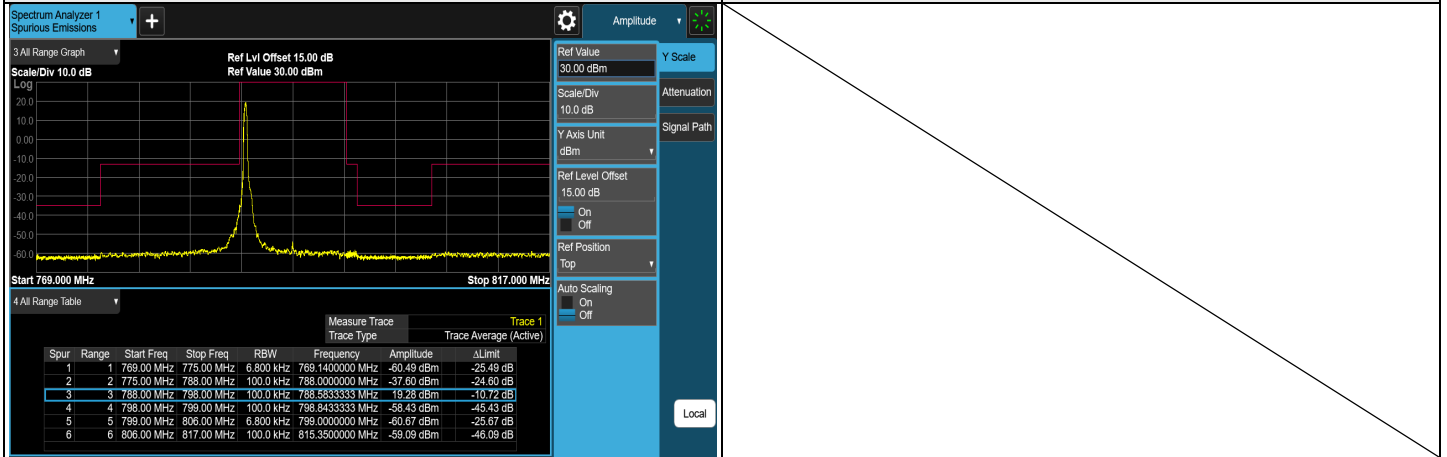 Spectrum Analyzer 1
Spurious Emissions
Amplitude
3 All Range Graph
Scale/Div 10.0 dB
Ref Lvl Offset 15.00 dB
Ref Value 30.00 dBm
Log
20.0
10.0
0.00
-10.0
-20.0
-30.0
-40.0
-50.0
-60.0
Start 769.000 MHz
Stop 817.000 MHz
4 All Range Table
Measure Trace Trace 1
Trace Type Trace Average (Active)
Spur Range Start Freq Stop Freq RBW Frequency Amplitude ΔLimit
1 1 769.00 MHz 775.00 MHz 6.800 kHz 769.1400000 MHz -60.49 dBm -25.49 dB
2 2 775.00 MHz 788.00 MHz 100.0 kHz 788.0000000 MHz -37.60 dBm -24.60 dB
3 3 788.00 MHz 798.00 MHz 100.0 kHz 788.5833333 MHz 19.28 dBm -10.72 dB
4 4 798.00 MHz 799.00 MHz 100.0 kHz 798.8433333 MHz -58.43 dBm -45.43 dB
5 5 799.00 MHz 806.00 MHz 6.800 kHz 799.0000000 MHz -60.67 dBm -25.67 dB
6 6 806.00 MHz 817.00 MHz 100.0 kHz 815.3500000 MHz -59.09 dBm -46.09 dB
Ref Value
30.00 dBm
Scale/Div
10.0 dB
Y Axis Unit
dBm
Ref Level Offset
15.00 dB
On
Off
Ref Position
Top
Auto Scaling
On
Off
Y Scale
Attenuation
Signal Path
Local